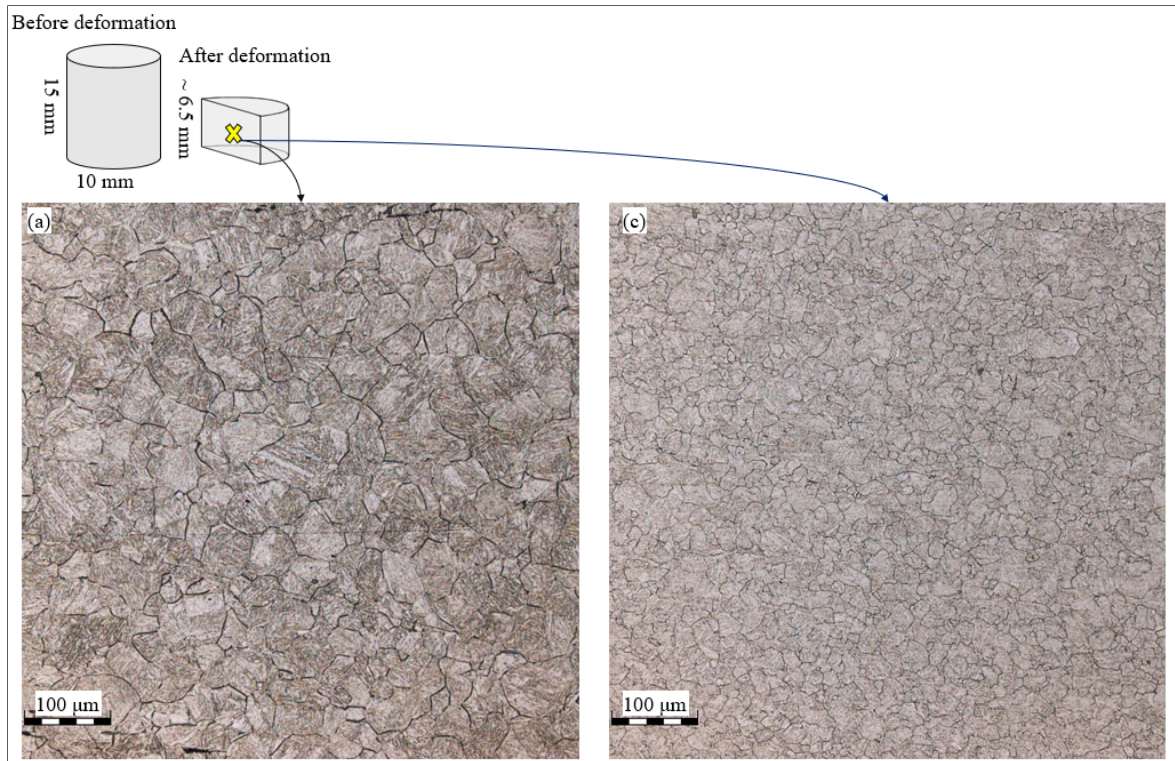 Before deformation
After deformation
15 mm
~ 6.5 mm
10 mm
(a)
(c)
100 µm
100 µm